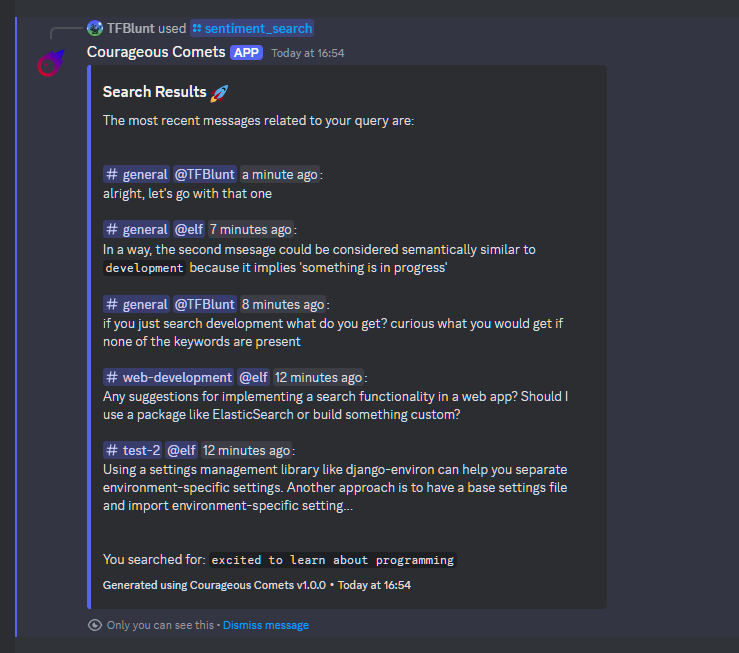 TFBlunt used sentiment_search
Courageous Comets APP Today at 16:54
Search Results 🚀
The most recent messages related to your query are:
# general @TFBlunt a minute ago:
alright, let's go with that one
# general @elf 7 minutes ago:
In a way, the second msesage could be considered semantically similar to
development because it implies 'something is in progress'
# general @TFBlunt 8 minutes ago:
if you just search development what do you get? curious what you would get if
none of the keywords are present
# web-development @elf 12 minutes ago:
Any suggestions for implementing a search functionality in a web app? Should I
use a package like ElasticSearch or build something custom?
# test-2 @elf 12 minutes ago:
Using a settings management library like django-environ can help you separate
environment-specific settings. Another approach is to have a base settings file
and import environment-specific setting...
You searched for: excited to learn about programming
Generated using Courageous Comets v1.0.0 • Today at 16:54
Only you can see this • Dismiss message